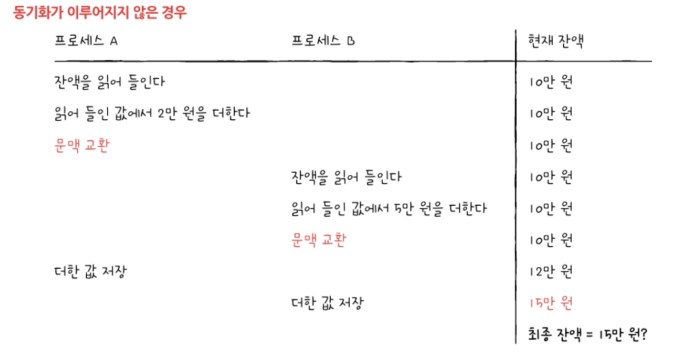 동기화가 이루어지지 않은 경우
프로세스 A 프로세스 B 현재 잔액
잔액을 읽어 들인다 10만 원
읽어 들인 값에서 2만 원을 더한다 10만 원
문맥 교환 10만 원
잔액을 읽어 들인다 10만 원
읽어 들인 값에서 5만 원을 더한다 10만 원
문맥 교환 10만 원
더한 값 저장 12만 원
더한 값 저장 15만 원
최종 잔액 = 15만 원?